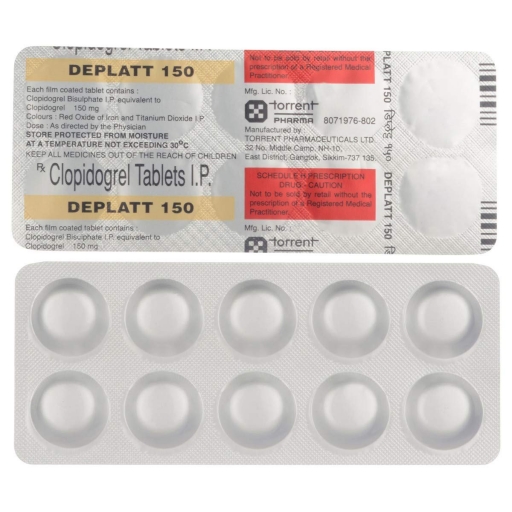 Clopidogrel Tablets I.P.
DEPLATT 150
Each film coated tablet contains :
Clopidogrel Bisulphate I.P. equivalent to
Clopidogrel 150 mg
Colours : Red Oxide of Iron and Titanium Dioxide I.P.
Dose : As directed by the Physician
STORE PROTECTED FROM MOISTURE
AT A TEMPERATURE NOT EXCEEDING 30°C
KEEP ALL MEDICINES OUT OF THE REACH OF CHILDREN
Rx Clopidogrel Tablets I.P.
DEPLATT 150
Each film coated tablet contains :
Clopidogrel Bisulphate I.P. equivalent to
Clopidogrel 150 mg
Not to be sold by retail without the
prescription of a Registered Medical
Practitioner.
Mfg. Lic. No. :
torrent
PHARMA 8071976-802
Manufactured by :
TORRENT PHARMACEUTICALS LTD.
32 No. Middle Camp, NH-10,
East District, Gangtok, Sikkim-737 135.
SCHEDULE H PRESCRIPTION
DRUG - CAUTION
Not to be sold by retail without the
prescription of a Registered Medical
Practitioner.
Mfg. Lic. No. :
torrent
DEPLATT 150
DEPLATT 150